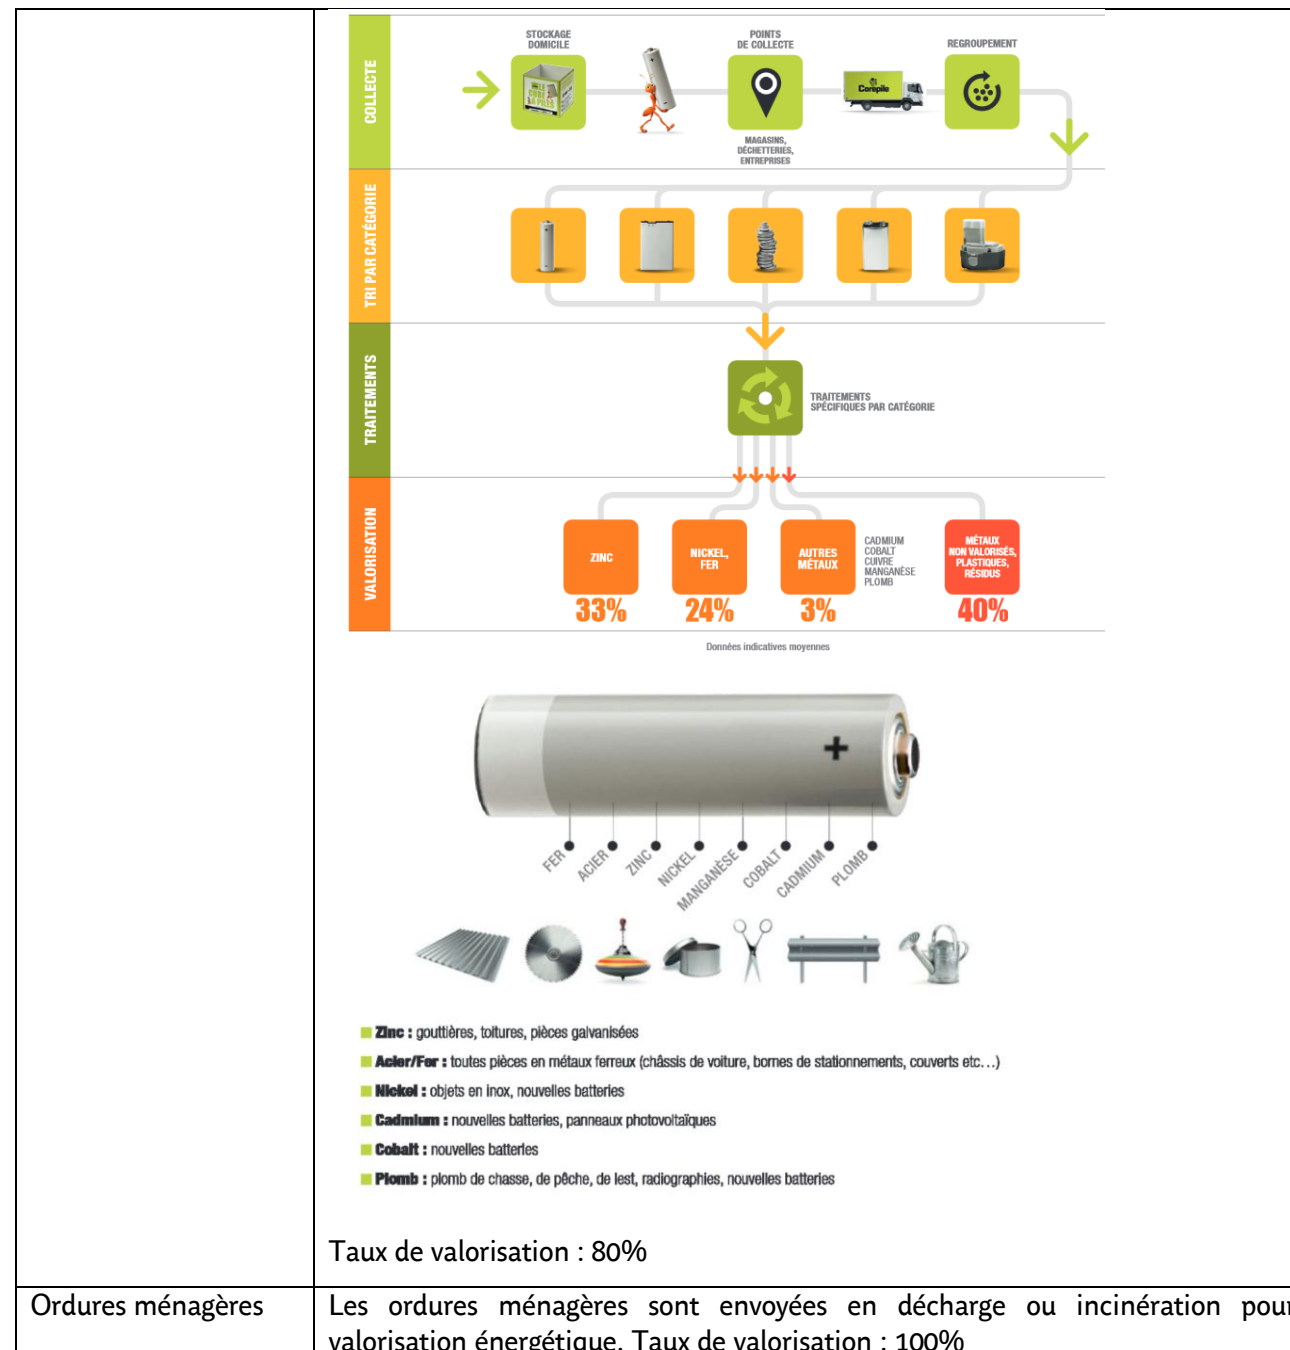 COLLECTE
STOCKAGE
DOMICILE
POINTS
DE COLLECTE
REGROUPEMENT
LE
CUBE
À PILES
Corepile
MAGASINS,
DÉCHETTERIES,
ENTREPRISES
TRI PAR CATÉGORIE
TRAITEMENTS
TRAITEMENTS
SPÉCIFIQUES PAR CATÉGORIE
VALORISATION
ZINC
33%
NICKEL,
FER
24%
AUTRES
MÉTAUX
3%
CADMIUM
COBALT
CUIVRE
MANGANÈSE
PLOMB
MÉTAUX
NON VALORISÉS,
PLASTIQUES,
RÉSIDUS
40%
Données indicatives moyennes
+
FER
ACIER
ZINC
NICKEL
MANGANÈSE
COBALT
CADMIUM
PLOMB
Zinc : gouttières, toitures, pièces galvanisées
Acier/Fer : toutes pièces en métaux ferreux (châssis de voiture, bornes de stationnements, couverts etc…)
Nickel : objets en inox, nouvelles batteries
Cadmium : nouvelles batteries, panneaux photovoltaïques
Cobalt : nouvelles batteries
Plomb : plomb de chasse, de pêche, de lest, radiographies, nouvelles batteries
Taux de valorisation : 80%
Ordures ménagères
Les ordures ménagères sont envoyées en décharge ou incinération pour
valorisation énergétique. Taux de valorisation : 100%